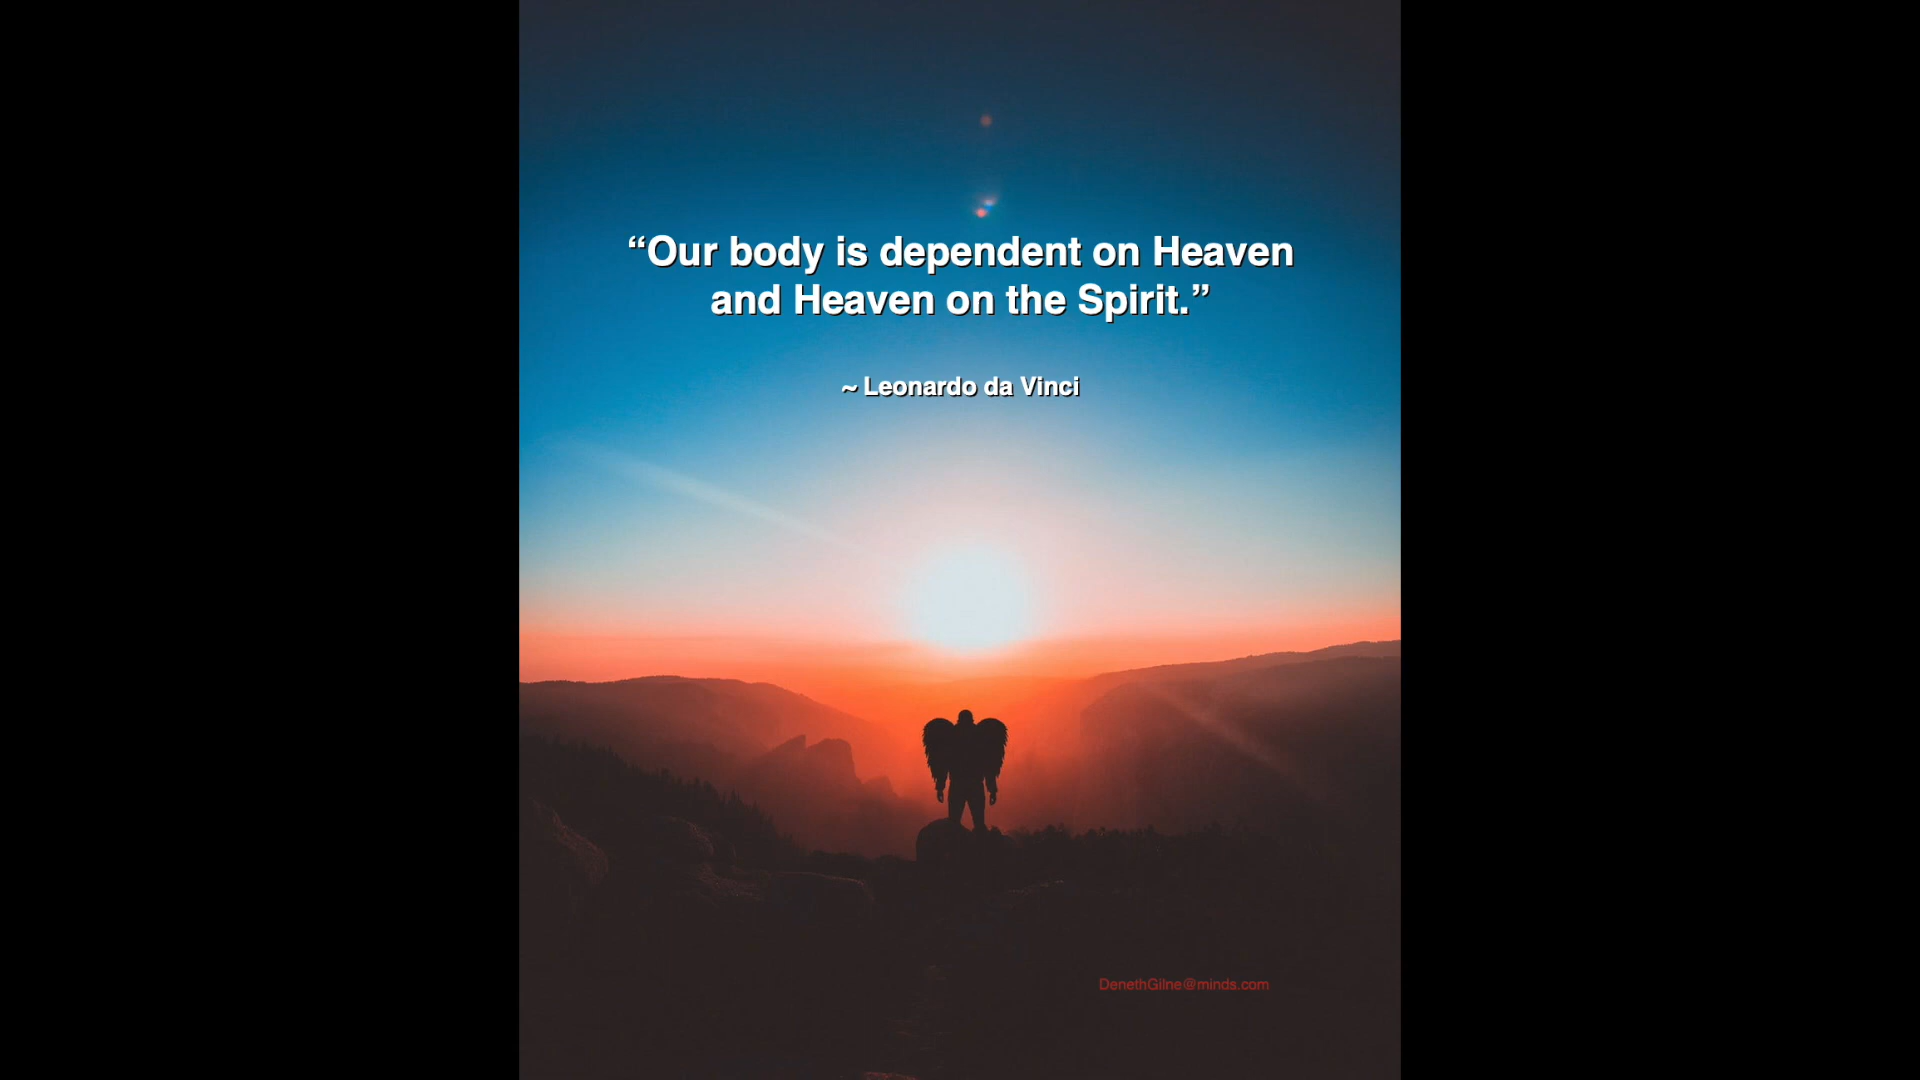 “Our body is dependent on Heaven
and Heaven on the Spirit.”
~ Leonardo da Vinci
DenethGilne@minds.com